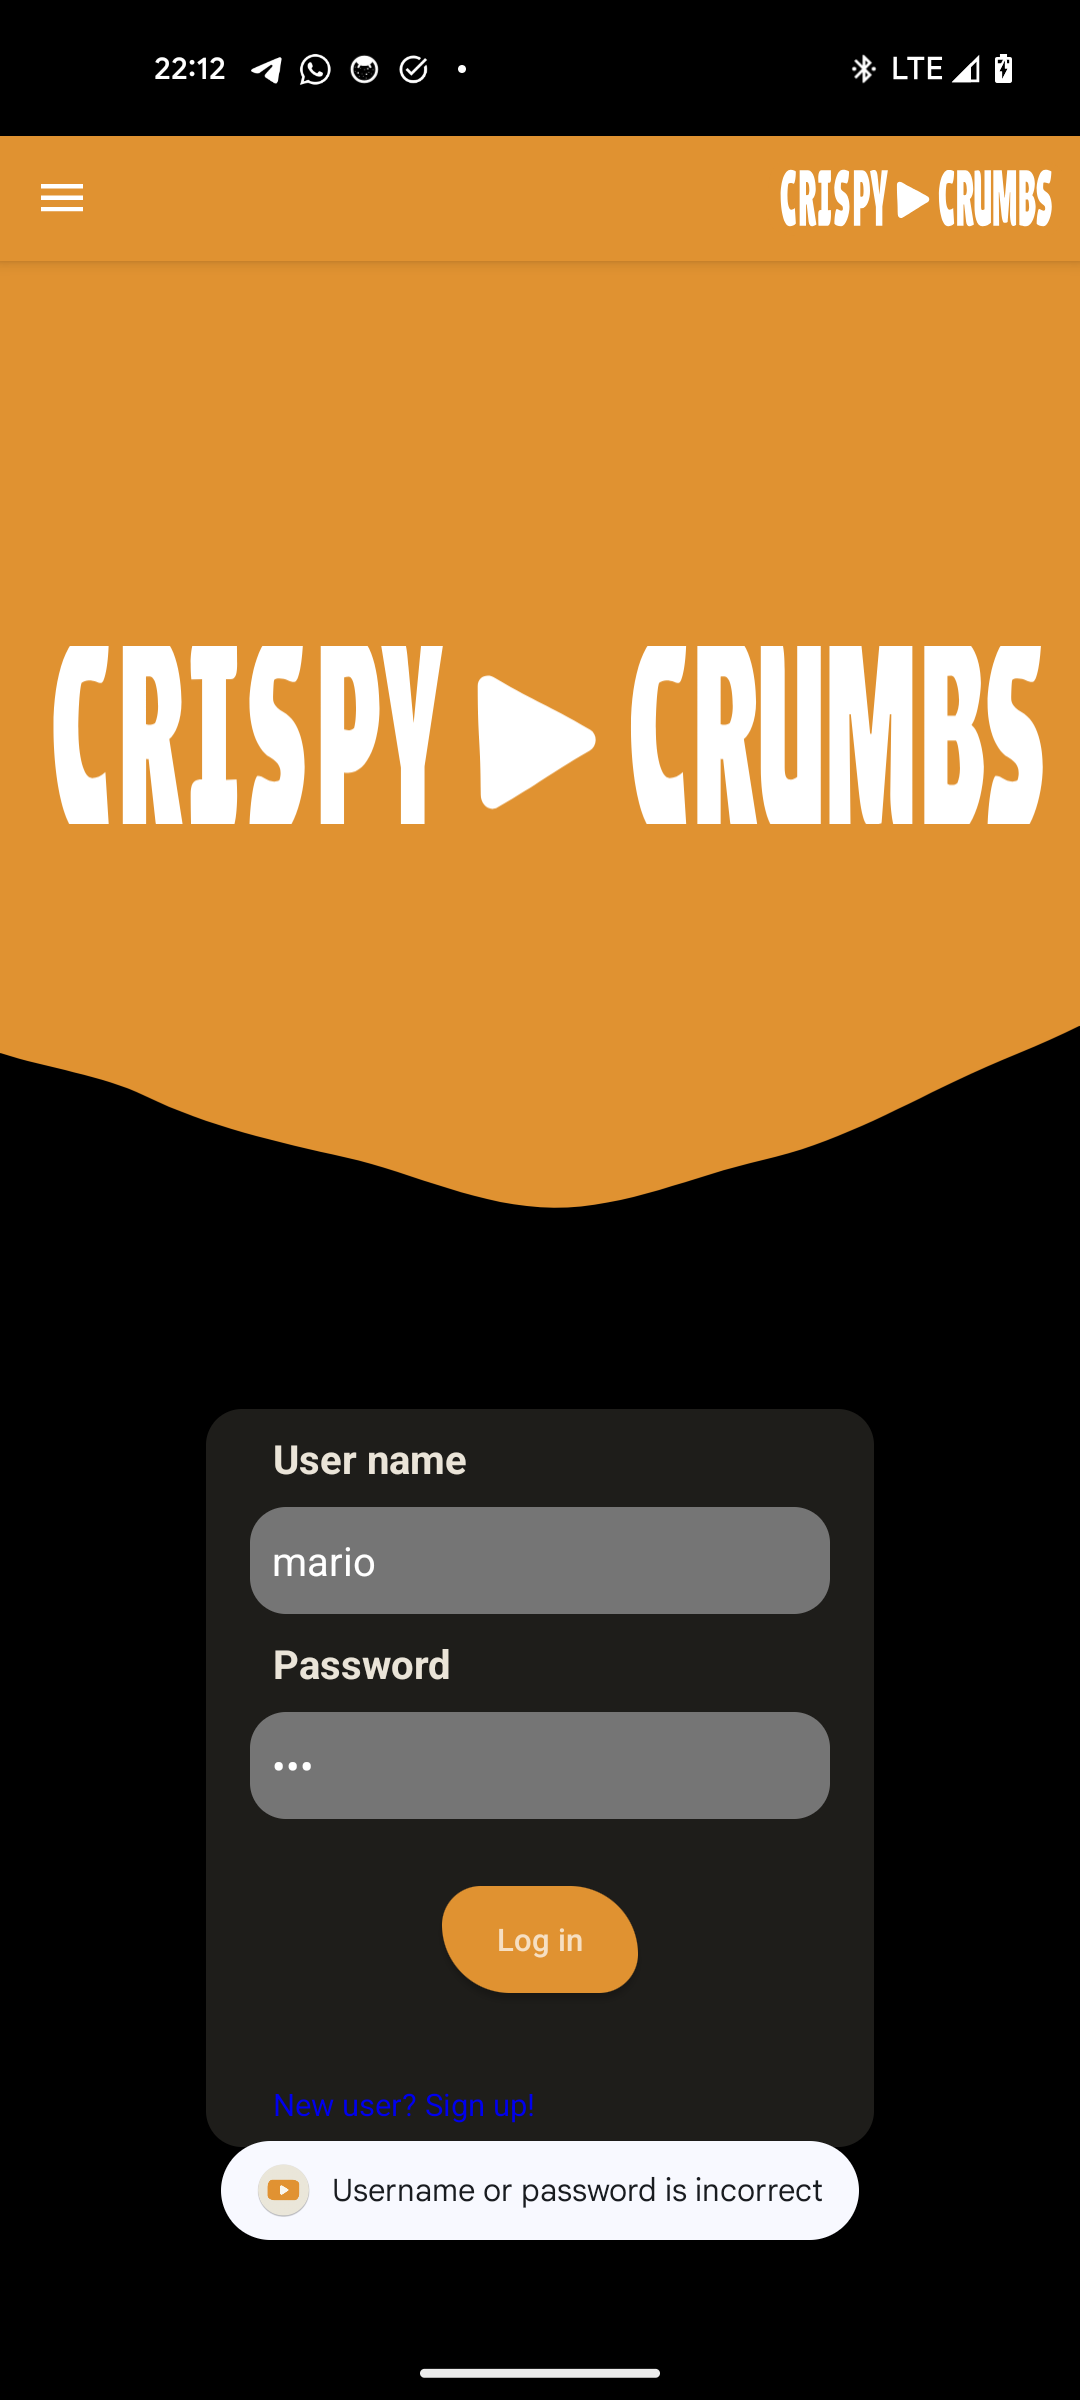 22:12
LTE
CRISPY CRUMBS
CRISPY CRUMBS
User name
mario
Password
•••
Log in
New user? Sign up!
Username or password is incorrect